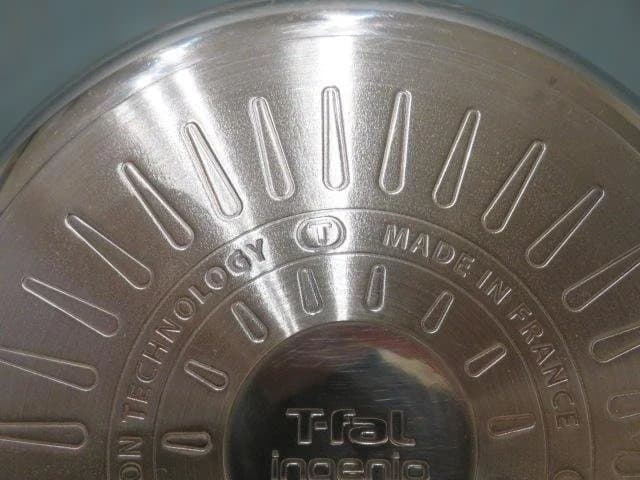 ON TECHNOLOGY T MADE IN FRANCE
T-fal
ingenio